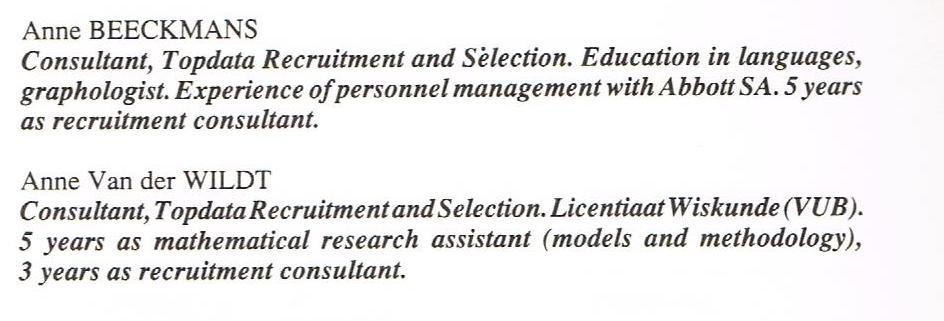 Anne BEECKMANS
Consultant, Topdata Recruitment and Sèlection. Education in languages,
graphologist. Experience of personnel management with Abbott SA. 5 years
as recruitment consultant.
Anne Van der WILDT
Consultant, Topdata Recruitment and Selection. Licentiaat Wiskunde (VUB).
5 years as mathematical research assistant (models and methodology),
3 years as recruitment consultant.